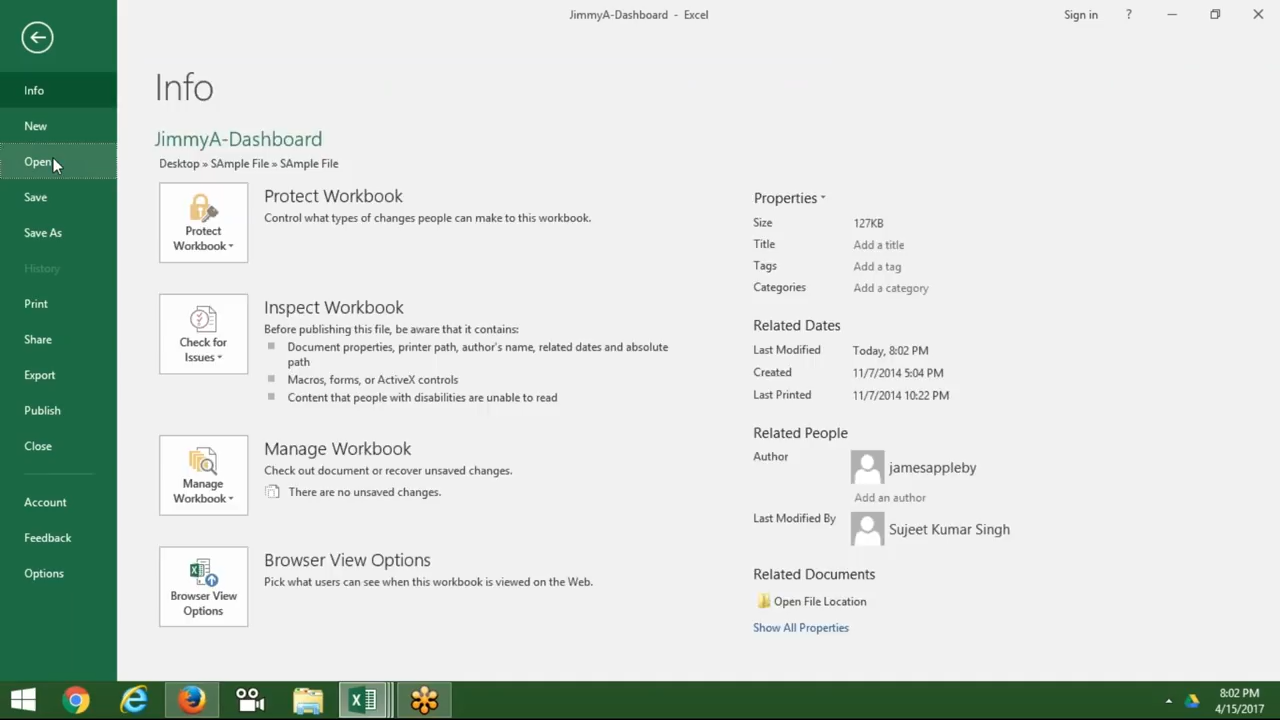 JimmyA-Dashboard - Excel
Sign in
?
Info
New
Open
Save
Save As
History
Print
Share
Export
Publish
Close
Account
Feedback
Options
Info
JimmyA-Dashboard
Desktop » SAmple File » SAmple File
Protect Workbook
Protect Workbook
Control what types of changes people can make to this workbook.
Check for Issues
Inspect Workbook
Before publishing this file, be aware that it contains:
Document properties, printer path, author's name, related dates and absolute
path
Macros, forms, or ActiveX controls
Content that people with disabilities are unable to read
Manage Workbook
Manage Workbook
Check out document or recover unsaved changes.
There are no unsaved changes.
Browser View Options
Browser View Options
Pick what users can see when this workbook is viewed on the Web.
Properties
Size 127KB
Title Add a title
Tags Add a tag
Categories Add a category
Related Dates
Last Modified Today, 8:02 PM
Created 11/7/2014 5:04 PM
Last Printed 11/7/2014 10:22 PM
Related People
Author jamesappleby
Add an author
Last Modified By Sujeet Kumar Singh
Related Documents
Open File Location
Show All Properties
8:02 PM
4/15/2017